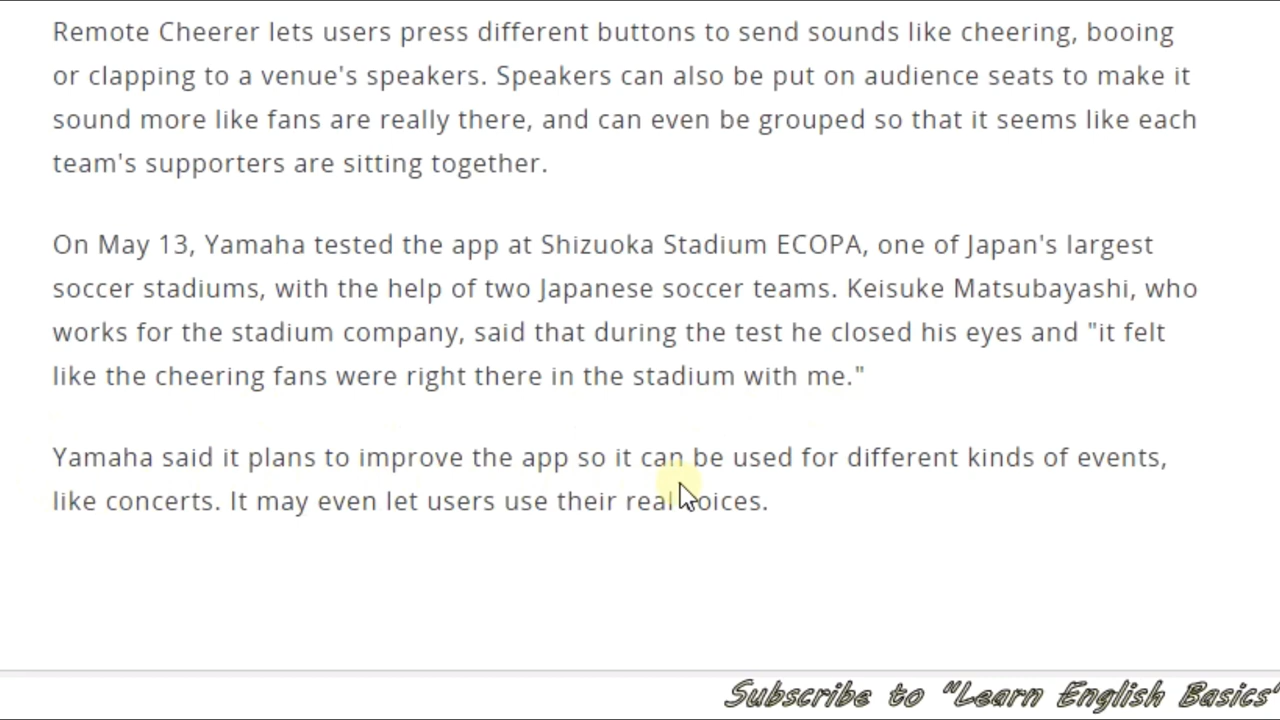 Remote Cheerer lets users press different buttons to send sounds like cheering, booing
or clapping to a venue's speakers. Speakers can also be put on audience seats to make it
sound more like fans are really there, and can even be grouped so that it seems like each
team's supporters are sitting together.
On May 13, Yamaha tested the app at Shizuoka Stadium ECOPA, one of Japan's largest
soccer stadiums, with the help of two Japanese soccer teams. Keisuke Matsubayashi, who
works for the stadium company, said that during the test he closed his eyes and "it felt
like the cheering fans were right there in the stadium with me."
Yamaha said it plans to improve the app so it can be used for different kinds of events,
like concerts. It may even let users use their real voices.
Subscribe to "Learn English Basics"